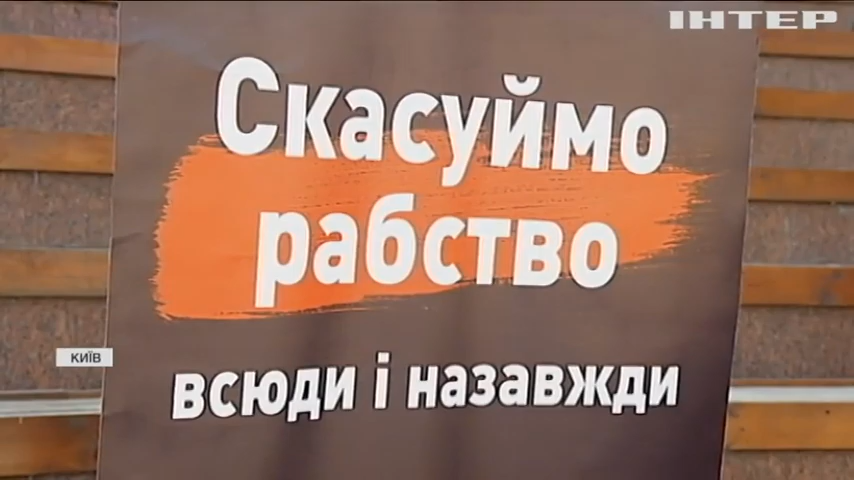 ІНТЕР
Скасуймо
рабство
КИЇВ
всюди і назавжди